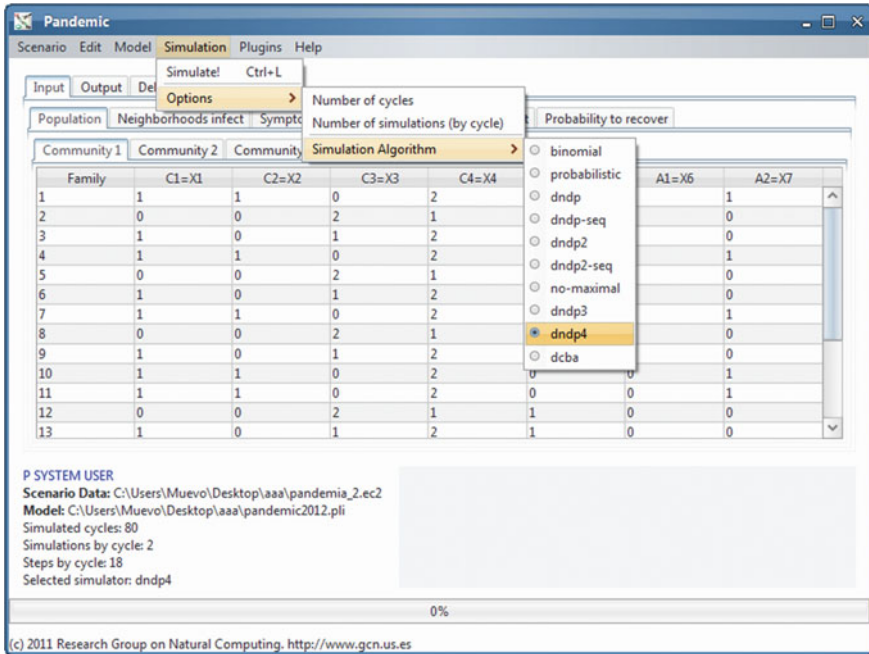 Pandemic
Scenario Edit Model Simulation Plugins Help
Simulate! Ctrl+L
Input Output De
Options
Number of cycles
Population Neighborhoods infect Sympto t Probability to recover
Number of simulations (by cycle)
Community 1 Community 2 Community Simulation Algorithm
binomial
probabilistic
dndp
dndp-seq
dndp2
dndp2-seq
no-maximal
dndp3
dndp4
dcba
Family C1=X1 C2=X2 C3=X3 C4=X4 A1=X6 A2=X7
1 1 1 0 2 1
2 0 0 2 1 0
3 1 0 1 2 0
4 1 1 0 2 1
5 0 0 2 1 0
6 1 0 1 2 0
7 1 1 0 2 1
8 0 0 2 1 0
9 1 0 1 2 0
10 1 1 0 2 0 0 1
11 1 1 0 2 0 0 1
12 0 0 2 1 1 0 0
13 1 0 1 2 1 0 0
P SYSTEM USER
Scenario Data: C:\Users\Muevo\Desktop\aaa\pandemia_2.ec2
Model: C:\Users\Muevo\Desktop\aaa\pandemic2012.pli
Simulated cycles: 80
Simulations by cycle: 2
Steps by cycle: 18
Selected simulator: dndp4
0%
(c) 2011 Research Group on Natural Computing. http://www.gcn.us.es